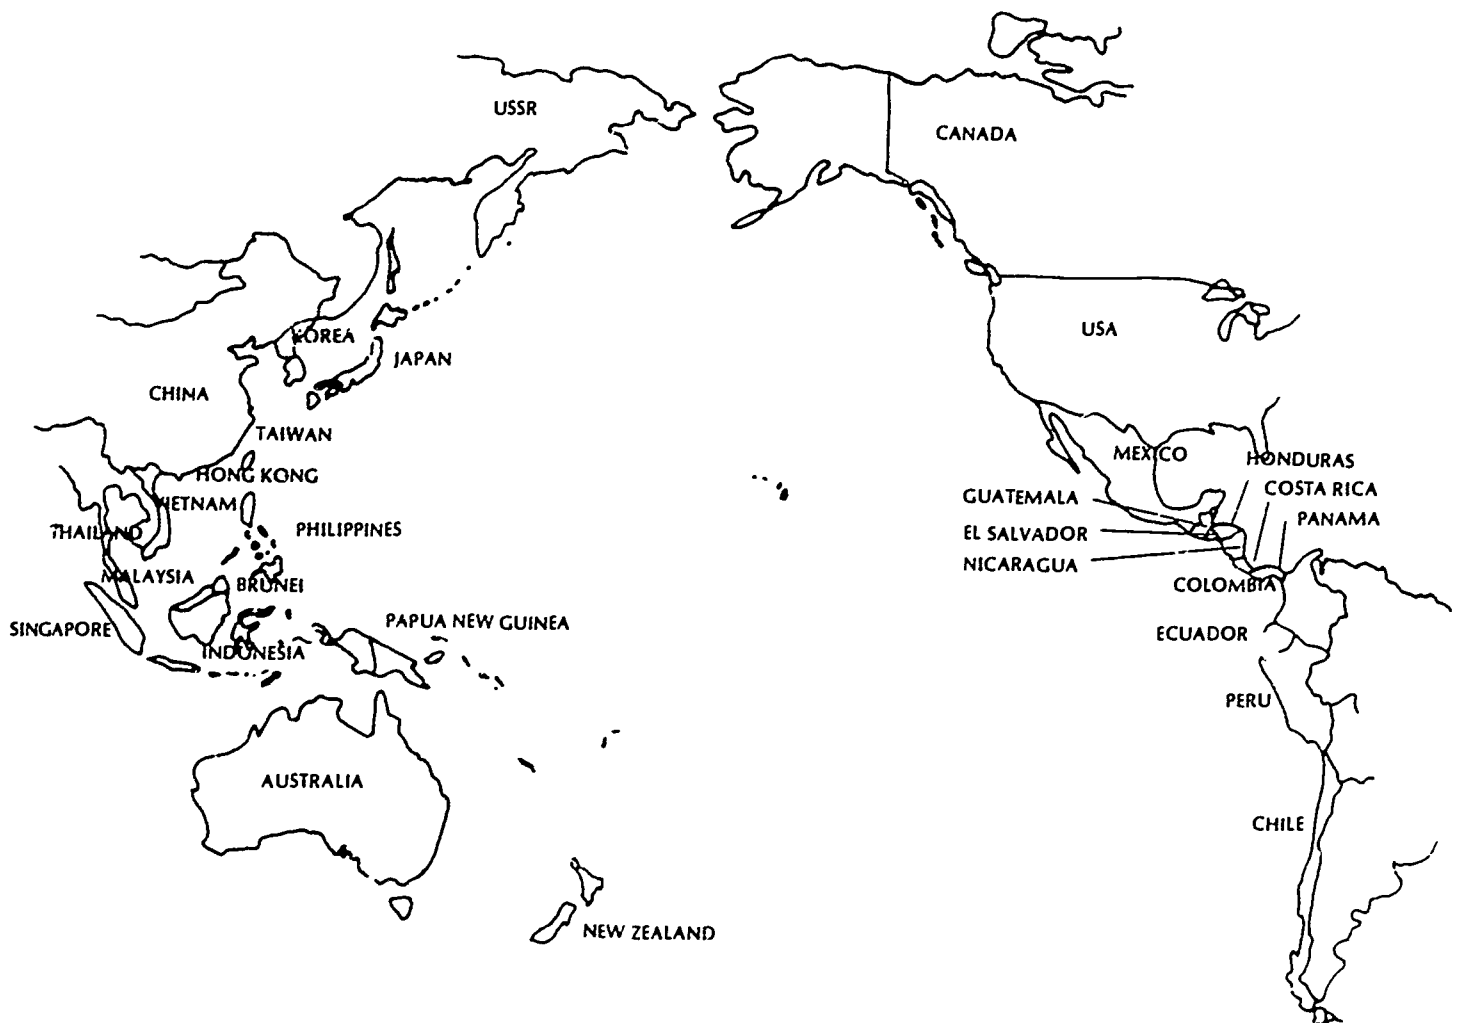 USSR
CANADA
KOREA
USA
JAPAN
CHINA
TAIWAN
MEXICO
HONDURAS
HONG KONG
COSTA RICA
GUATEMALA
VIETNAM
PANAMA
PHILIPPINES
THAILAND
EL SALVADOR
NICARAGUA
MALAYSIA
BRUNEI
COLOMBIA
PAPUA NEW GUINEA
SINGAPORE
ECUADOR
INDONESIA
PERU
AUSTRALIA
CHILE
NEW ZEALAND